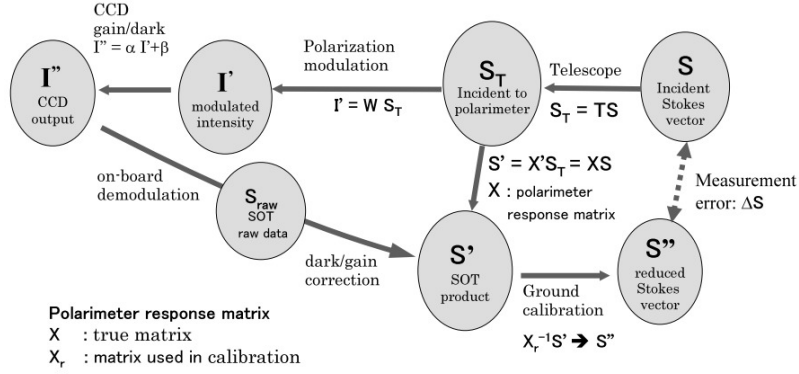 CCD
gain/dark
I" = α I'+β
I"
CCD
output
I'
modulated
intensity
Polarization
modulation
I' = W S_T
S_T
Incident to
polarimeter
Telescope
S_T = TS
S
Incident
Stokes
vector
on-board
demodulation
S_raw
SOT
raw data
dark/gain
correction
S' = X'S_T = XS
X : polarimeter
response matrix
S'
SOT
product
Ground
calibration
X_r⁻¹S' ➔ S"
S"
reduced
Stokes
vector
Measurement
error: ΔS
Polarimeter response matrix
X : true matrix
X_r : matrix used in calibration